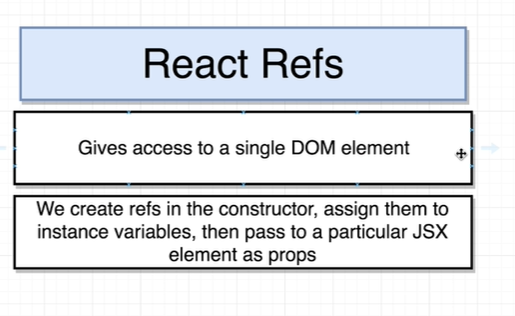 React Refs
Gives access to a single DOM element
We create refs in the constructor, assign them to
instance variables, then pass to a particular JSX
element as props